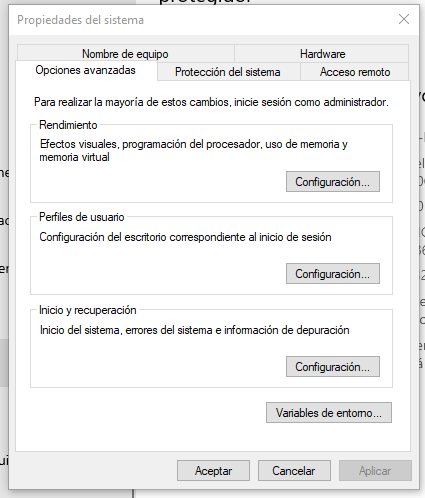 Propiedades del sistema
Nombre de equipo
Hardware
Opciones avanzadas
Protección del sistema
Acceso remoto
Para realizar la mayoría de estos cambios, inicie sesión como administrador.
Rendimiento
Efectos visuales, programación del procesador, uso de memoria y
memoria virtual
Configuración...
Perfiles de usuario
Configuración del escritorio correspondiente al inicio de sesión
Configuración...
Inicio y recuperación
Inicio del sistema, errores del sistema e información de depuración
Configuración...
Variables de entorno...
Aceptar
Cancelar
Aplicar